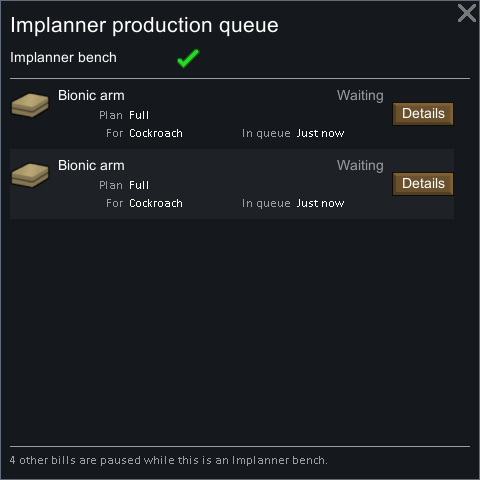 Implanner production queue
Implanner bench
Bionic arm Waiting
Plan Full Details
For Cockroach In queue Just now
Bionic arm Waiting
Plan Full Details
For Cockroach In queue Just now
4 other bills are paused while this is an Implanner bench.